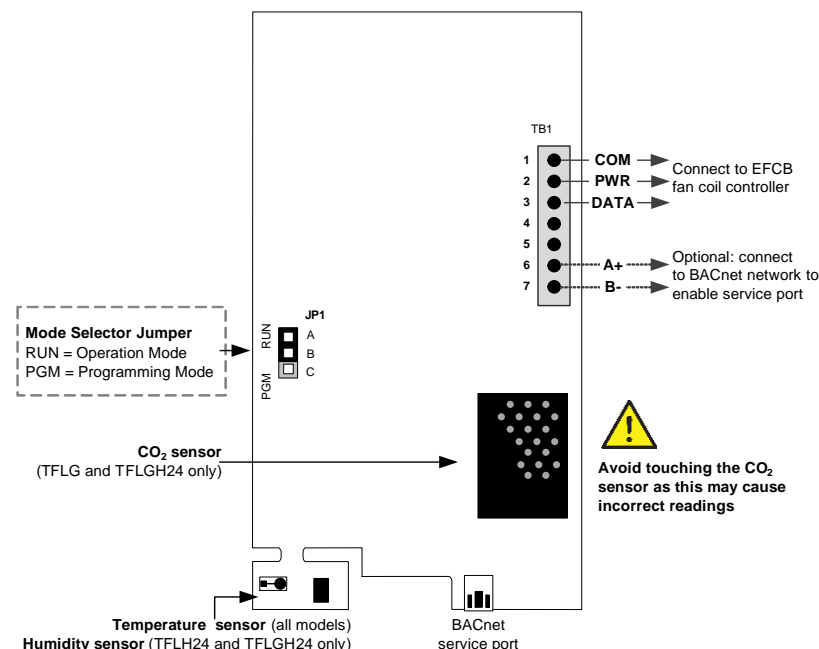 TB1
1 COM
2 PWR
3 DATA
4
5
6 A+
7 B-
Connect to EFCB
fan coil controller
Optional: connect
to BACnet network to
enable service port
Mode Selector Jumper
RUN = Operation Mode
PGM = Programming Mode
JP1
RUN
PGM
A
B
C
CO₂ sensor
(TFLG and TFLGH24 only)
Avoid touching the CO₂
sensor as this may cause
incorrect readings
Temperature sensor (all models)
Humidity sensor (TFLH24 and TFLGH24 only)
BACnet
service port